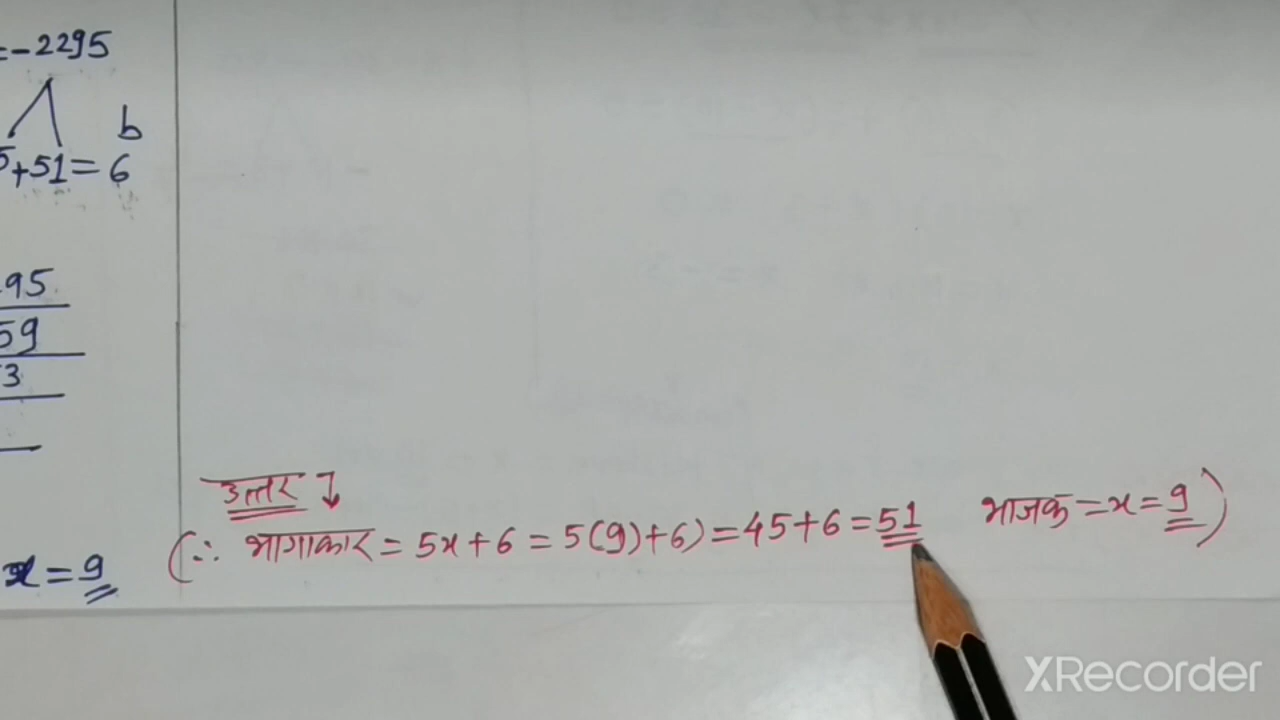 =-2295
b
5+51=6
95
59
3
x=9
उत्तर ↓
(∴ भागाकार = 5x+6 = 5(9)+6) = 45+6 = 51 भाजक = x = 9)
XRecorder